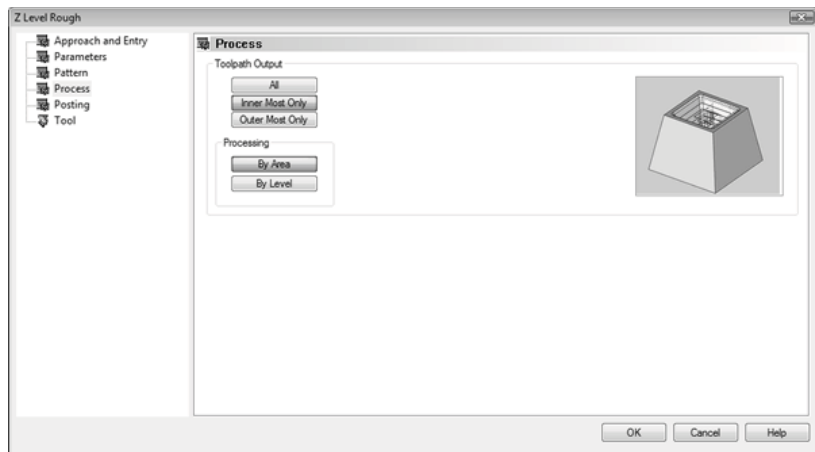 Z Level Rough
Approach and Entry
Parameters
Pattern
Process
Posting
Tool
Process
Toolpath Output
All
Inner Most Only
Outer Most Only
Processing
By Area
By Level
OK
Cancel
Help